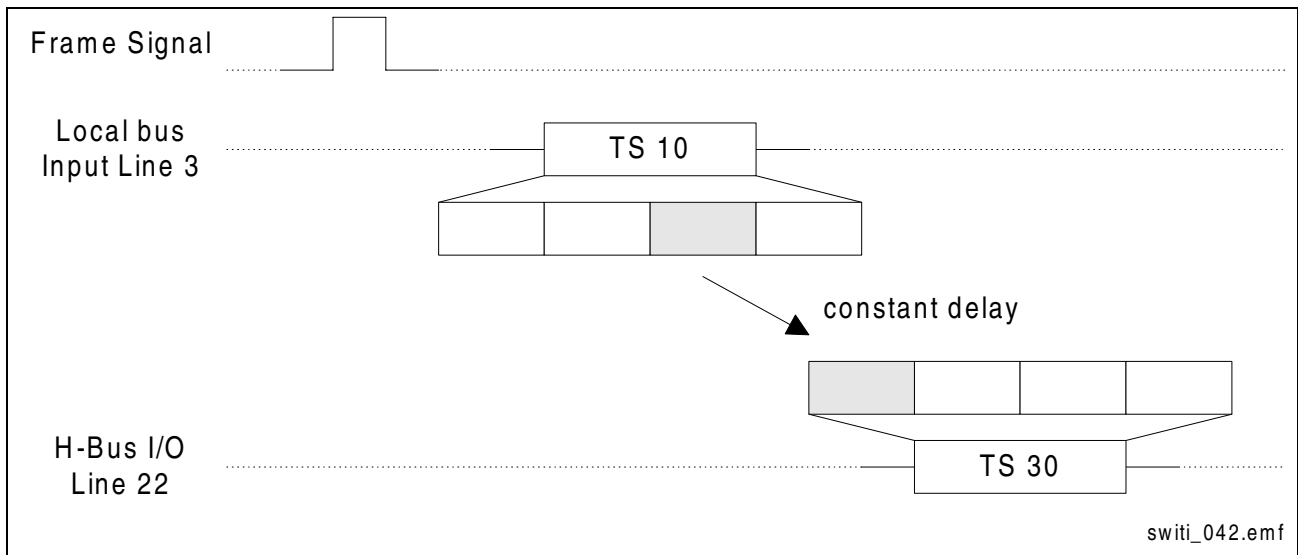 Frame Signal
Local bus
Input Line 3
TS 10
constant delay
H-Bus I/O
Line 22
TS 30
switi_042.emf